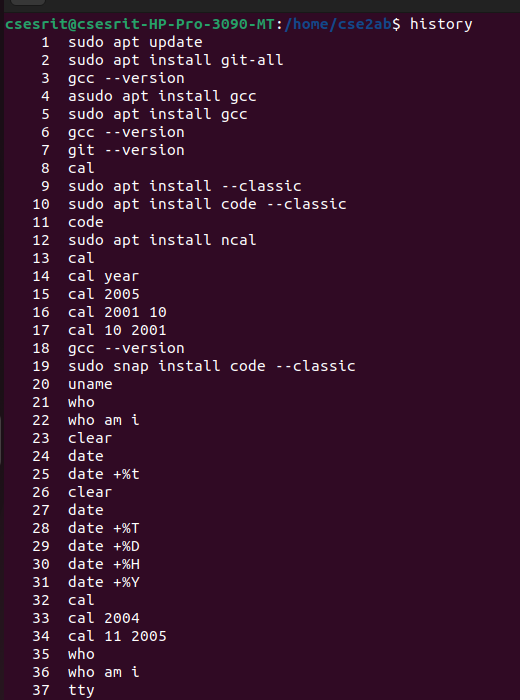 csesrit@csesrit-HP-Pro-3090-MT:/home/cse2ab$ history
1 sudo apt update
2 sudo apt install git-all
3 gcc --version
4 asudo apt install gcc
5 sudo apt install gcc
6 gcc --version
7 git --version
8 cal
9 sudo apt install --classic
10 sudo apt install code --classic
11 code
12 sudo apt install ncal
13 cal
14 cal year
15 cal 2005
16 cal 2001 10
17 cal 10 2001
18 gcc --version
19 sudo snap install code --classic
20 uname
21 who
22 who am i
23 clear
24 date
25 date +%t
26 clear
27 date
28 date +%T
29 date +%D
30 date +%H
31 date +%Y
32 cal
33 cal 2004
34 cal 11 2005
35 who
36 who am i
37 tty